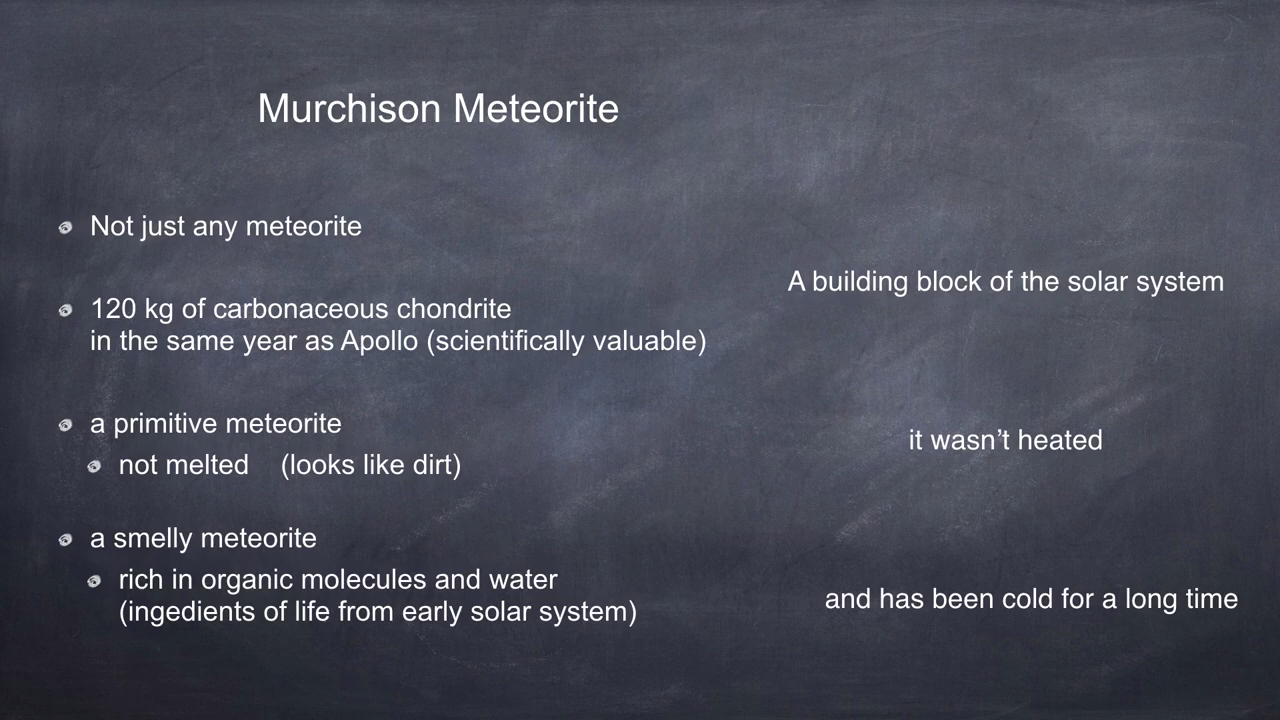 Murchison Meteorite
Not just any meteorite
A building block of the solar system
120 kg of carbonaceous chondrite
in the same year as Apollo (scientifically valuable)
a primitive meteorite
it wasn’t heated
not melted (looks like dirt)
a smelly meteorite
rich in organic molecules and water
and has been cold for a long time
(ingedients of life from early solar system)